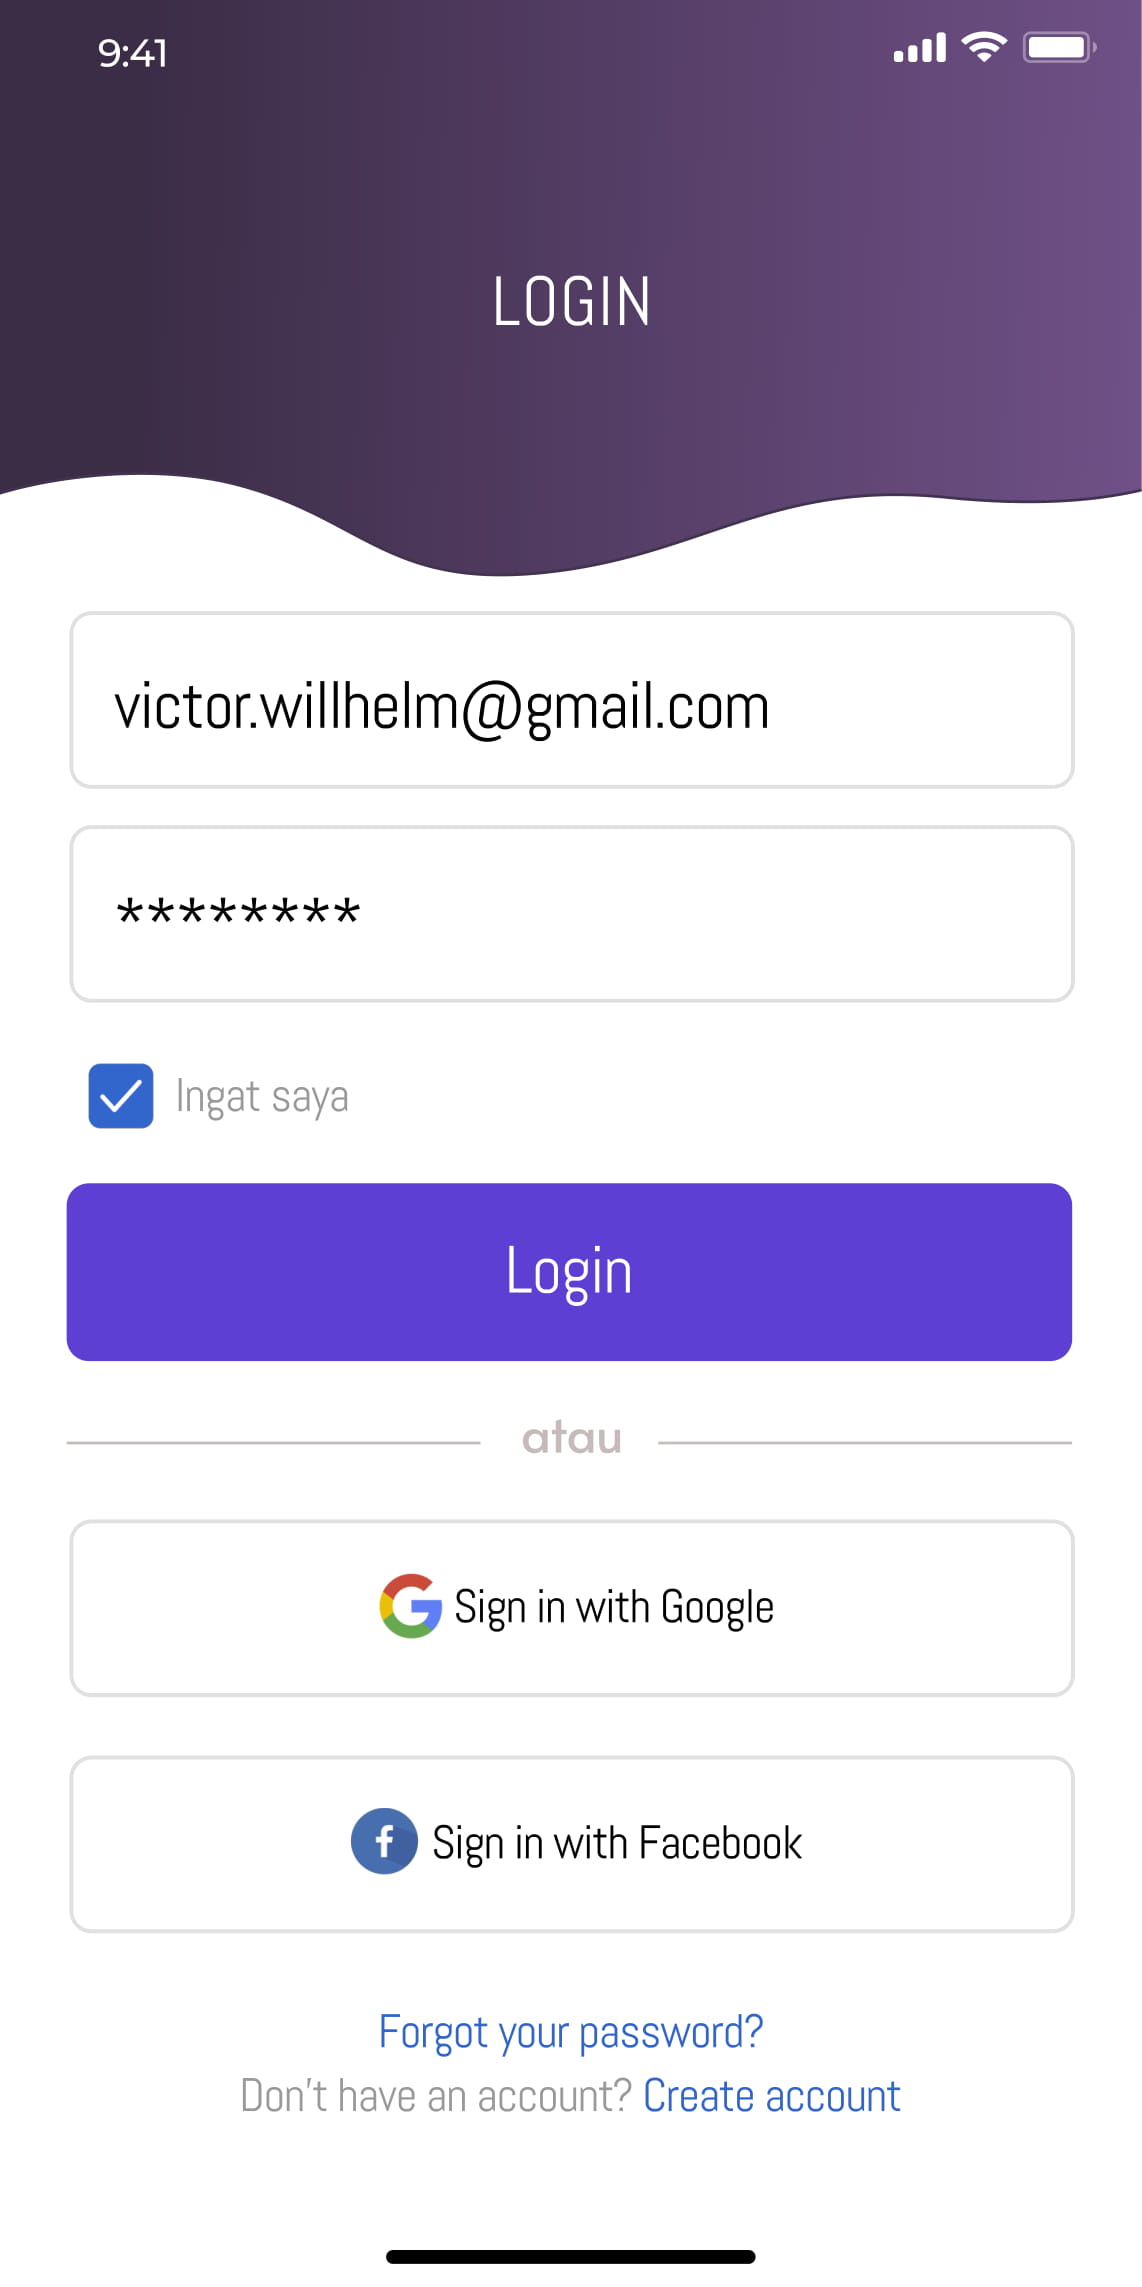 9:41
LOGIN
victor.willhelm@gmail.com
********
Ingat saya
Login
atau
Sign in with Google
Sign in with Facebook
Forgot your password?
Don't have an account? Create account